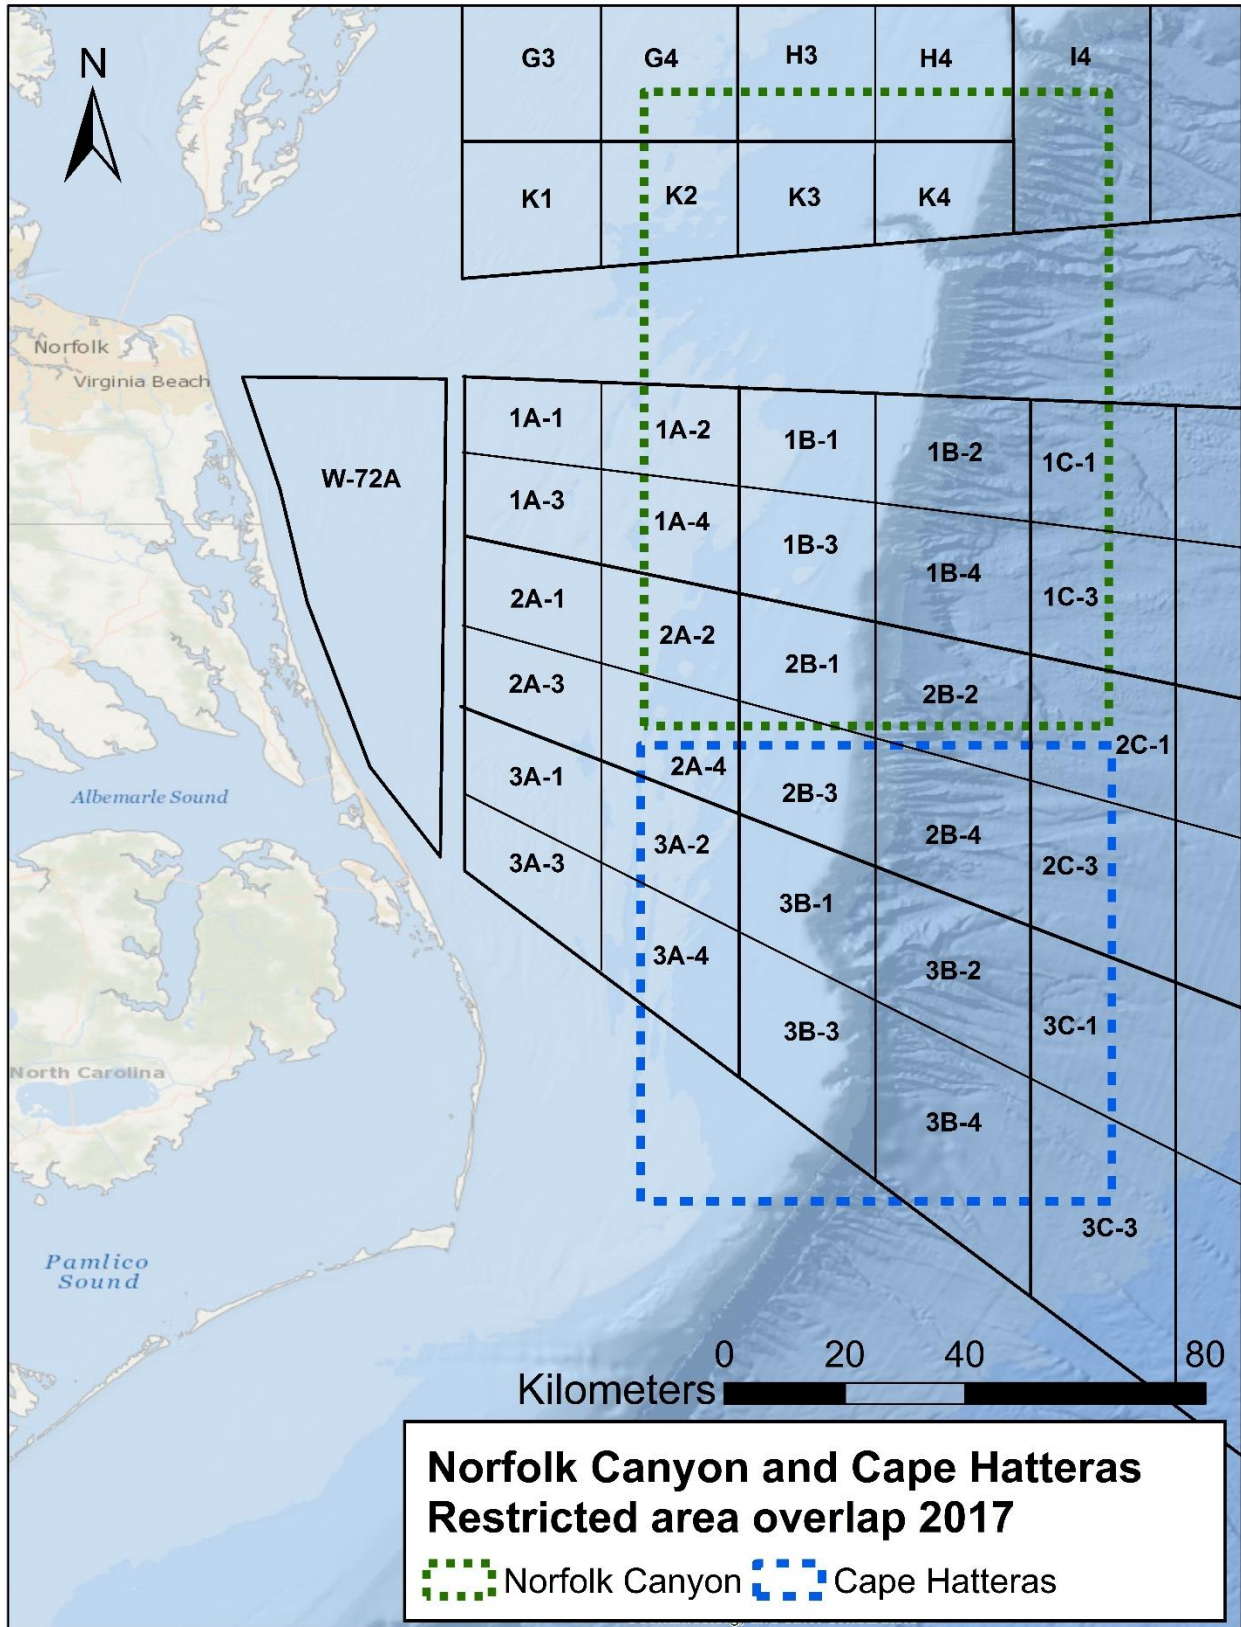 G3 G4 H3 H4 I4
N
K1 K2 K3 K4
Norfolk
Virginia Beach
1A-1 1A-2 1B-1 1B-2 1C-1
W-72A
1A-3 1A-4 1B-3 1B-4 1C-3
2A-1 2A-2 2B-1 2B-2
2A-3
2C-1
3A-1 2A-4 2B-3
Albemarle Sound
3A-2 2B-4
3A-3 2C-3
3B-1
3A-4 3B-2
3B-3 3C-1
North Carolina
3B-4
3C-3
Pamlico
Sound
0 20 40 80
Kilometers
Norfolk Canyon and Cape Hatteras
Restricted area overlap 2017
Norfolk Canyon Cape Hatteras